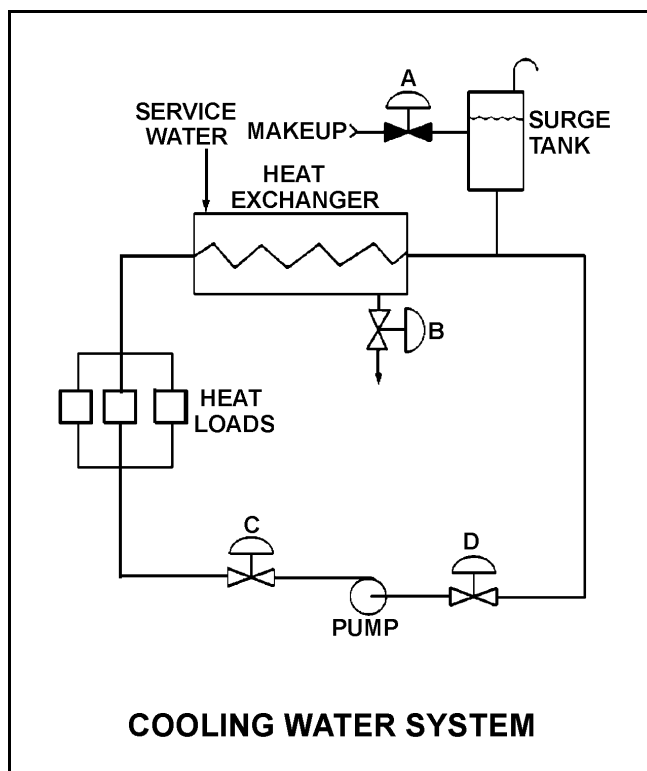 A
SERVICE
WATER
MAKEUP
SURGE
TANK
HEAT
EXCHANGER
B
HEAT
LOADS
C
D
PUMP
COOLING WATER SYSTEM